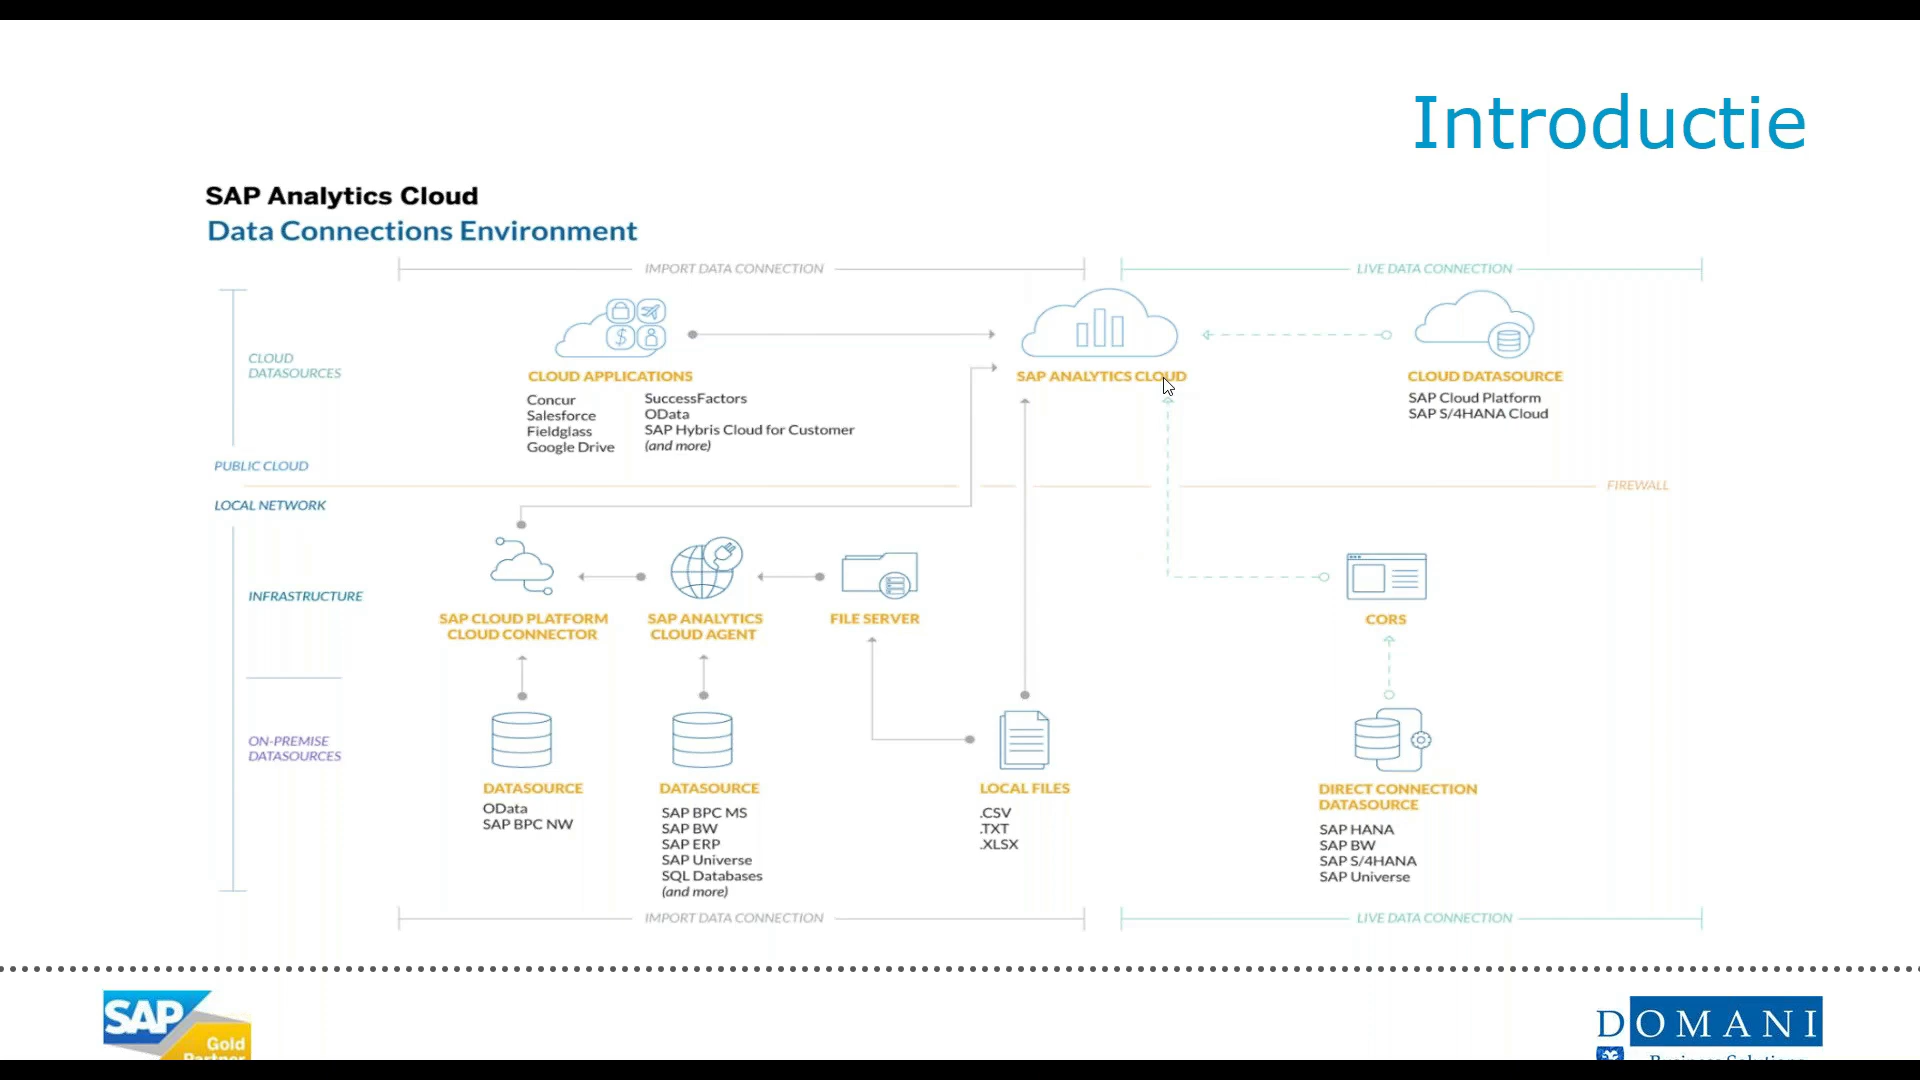 Introductie
SAP Analytics Cloud
Data Connections Environment
IMPORT DATA CONNECTION
LIVE DATA CONNECTION
CLOUD
DATASOURCES
$
CLOUD APPLICATIONS
Concur
Salesforce
Fieldglass
Google Drive
SuccessFactors
OData
SAP Hybris Cloud for Customer
(and more)
SAP ANALYTICS CLOUD
CLOUD DATASOURCE
SAP Cloud Platform
SAP S/4HANA Cloud
PUBLIC CLOUD
FIREWALL
LOCAL NETWORK
INFRASTRUCTURE
SAP CLOUD PLATFORM
CLOUD CONNECTOR
SAP ANALYTICS
CLOUD AGENT
FILE SERVER
CORS
ON-PREMISE
DATASOURCES
DATASOURCE
OData
SAP BPC NW
DATASOURCE
SAP BPC MS
SAP BW
SAP ERP
SAP Universe
SQL Databases
(and more)
LOCAL FILES
.CSV
.TXT
.XLSX
DIRECT CONNECTION
DATASOURCE
SAP HANA
SAP BW
SAP S/4HANA
SAP Universe
IMPORT DATA CONNECTION
LIVE DATA CONNECTION
SAP
Gold
Partner
DOMANI
Business Solutions